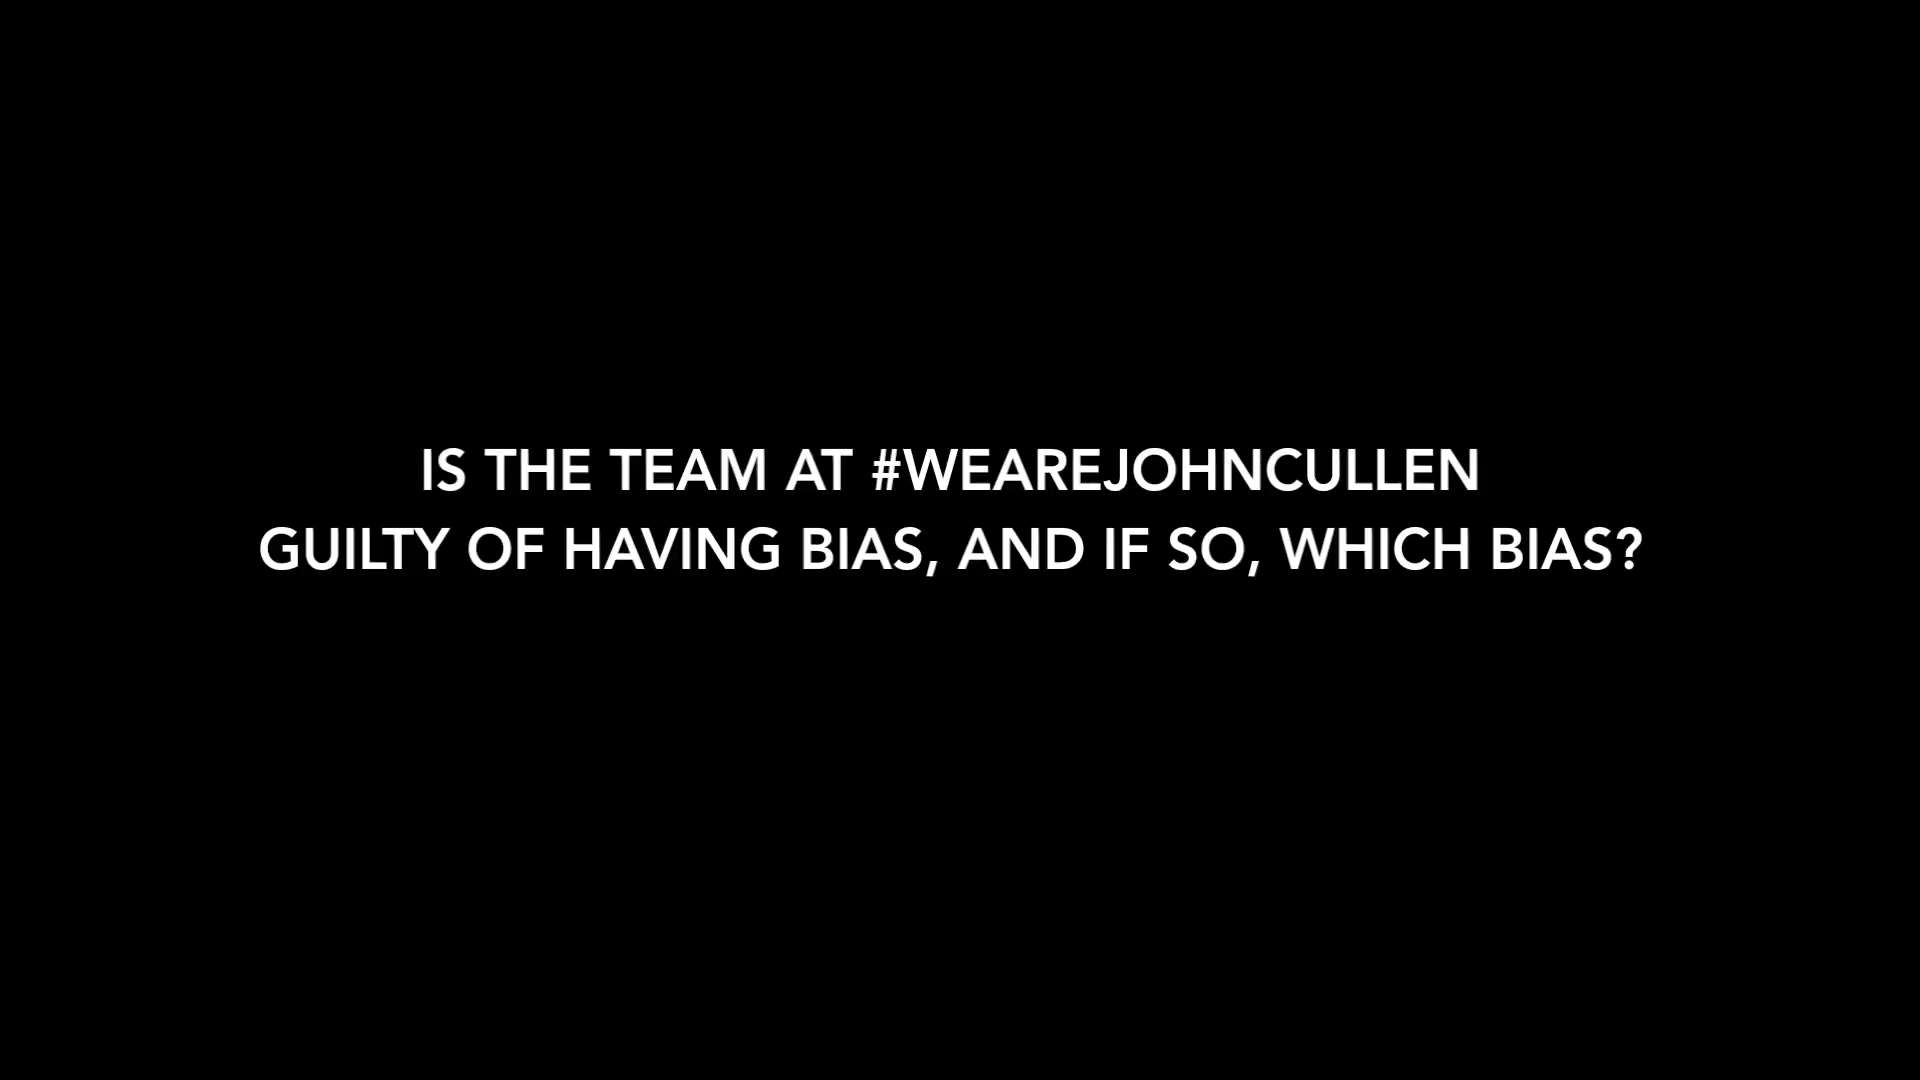 IS THE TEAM AT #WEAREJOHNCULLEN
GUILTY OF HAVING BIAS, AND IF SO, WHICH BIAS?